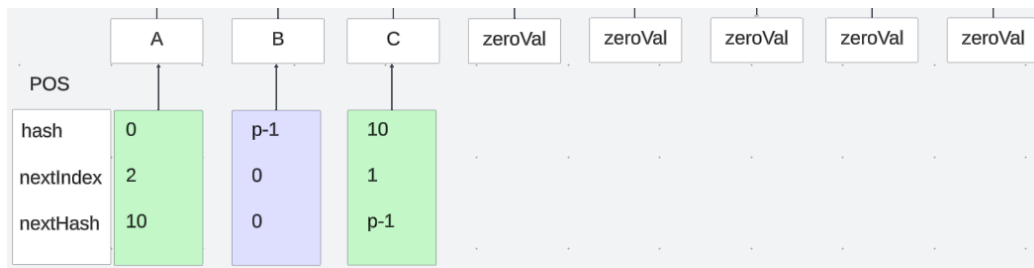 A B C zeroVal zeroVal zeroVal zeroVal zeroVal
POS
hash 0 p-1 10
nextIndex 2 0 1
nextHash 10 0 p-1